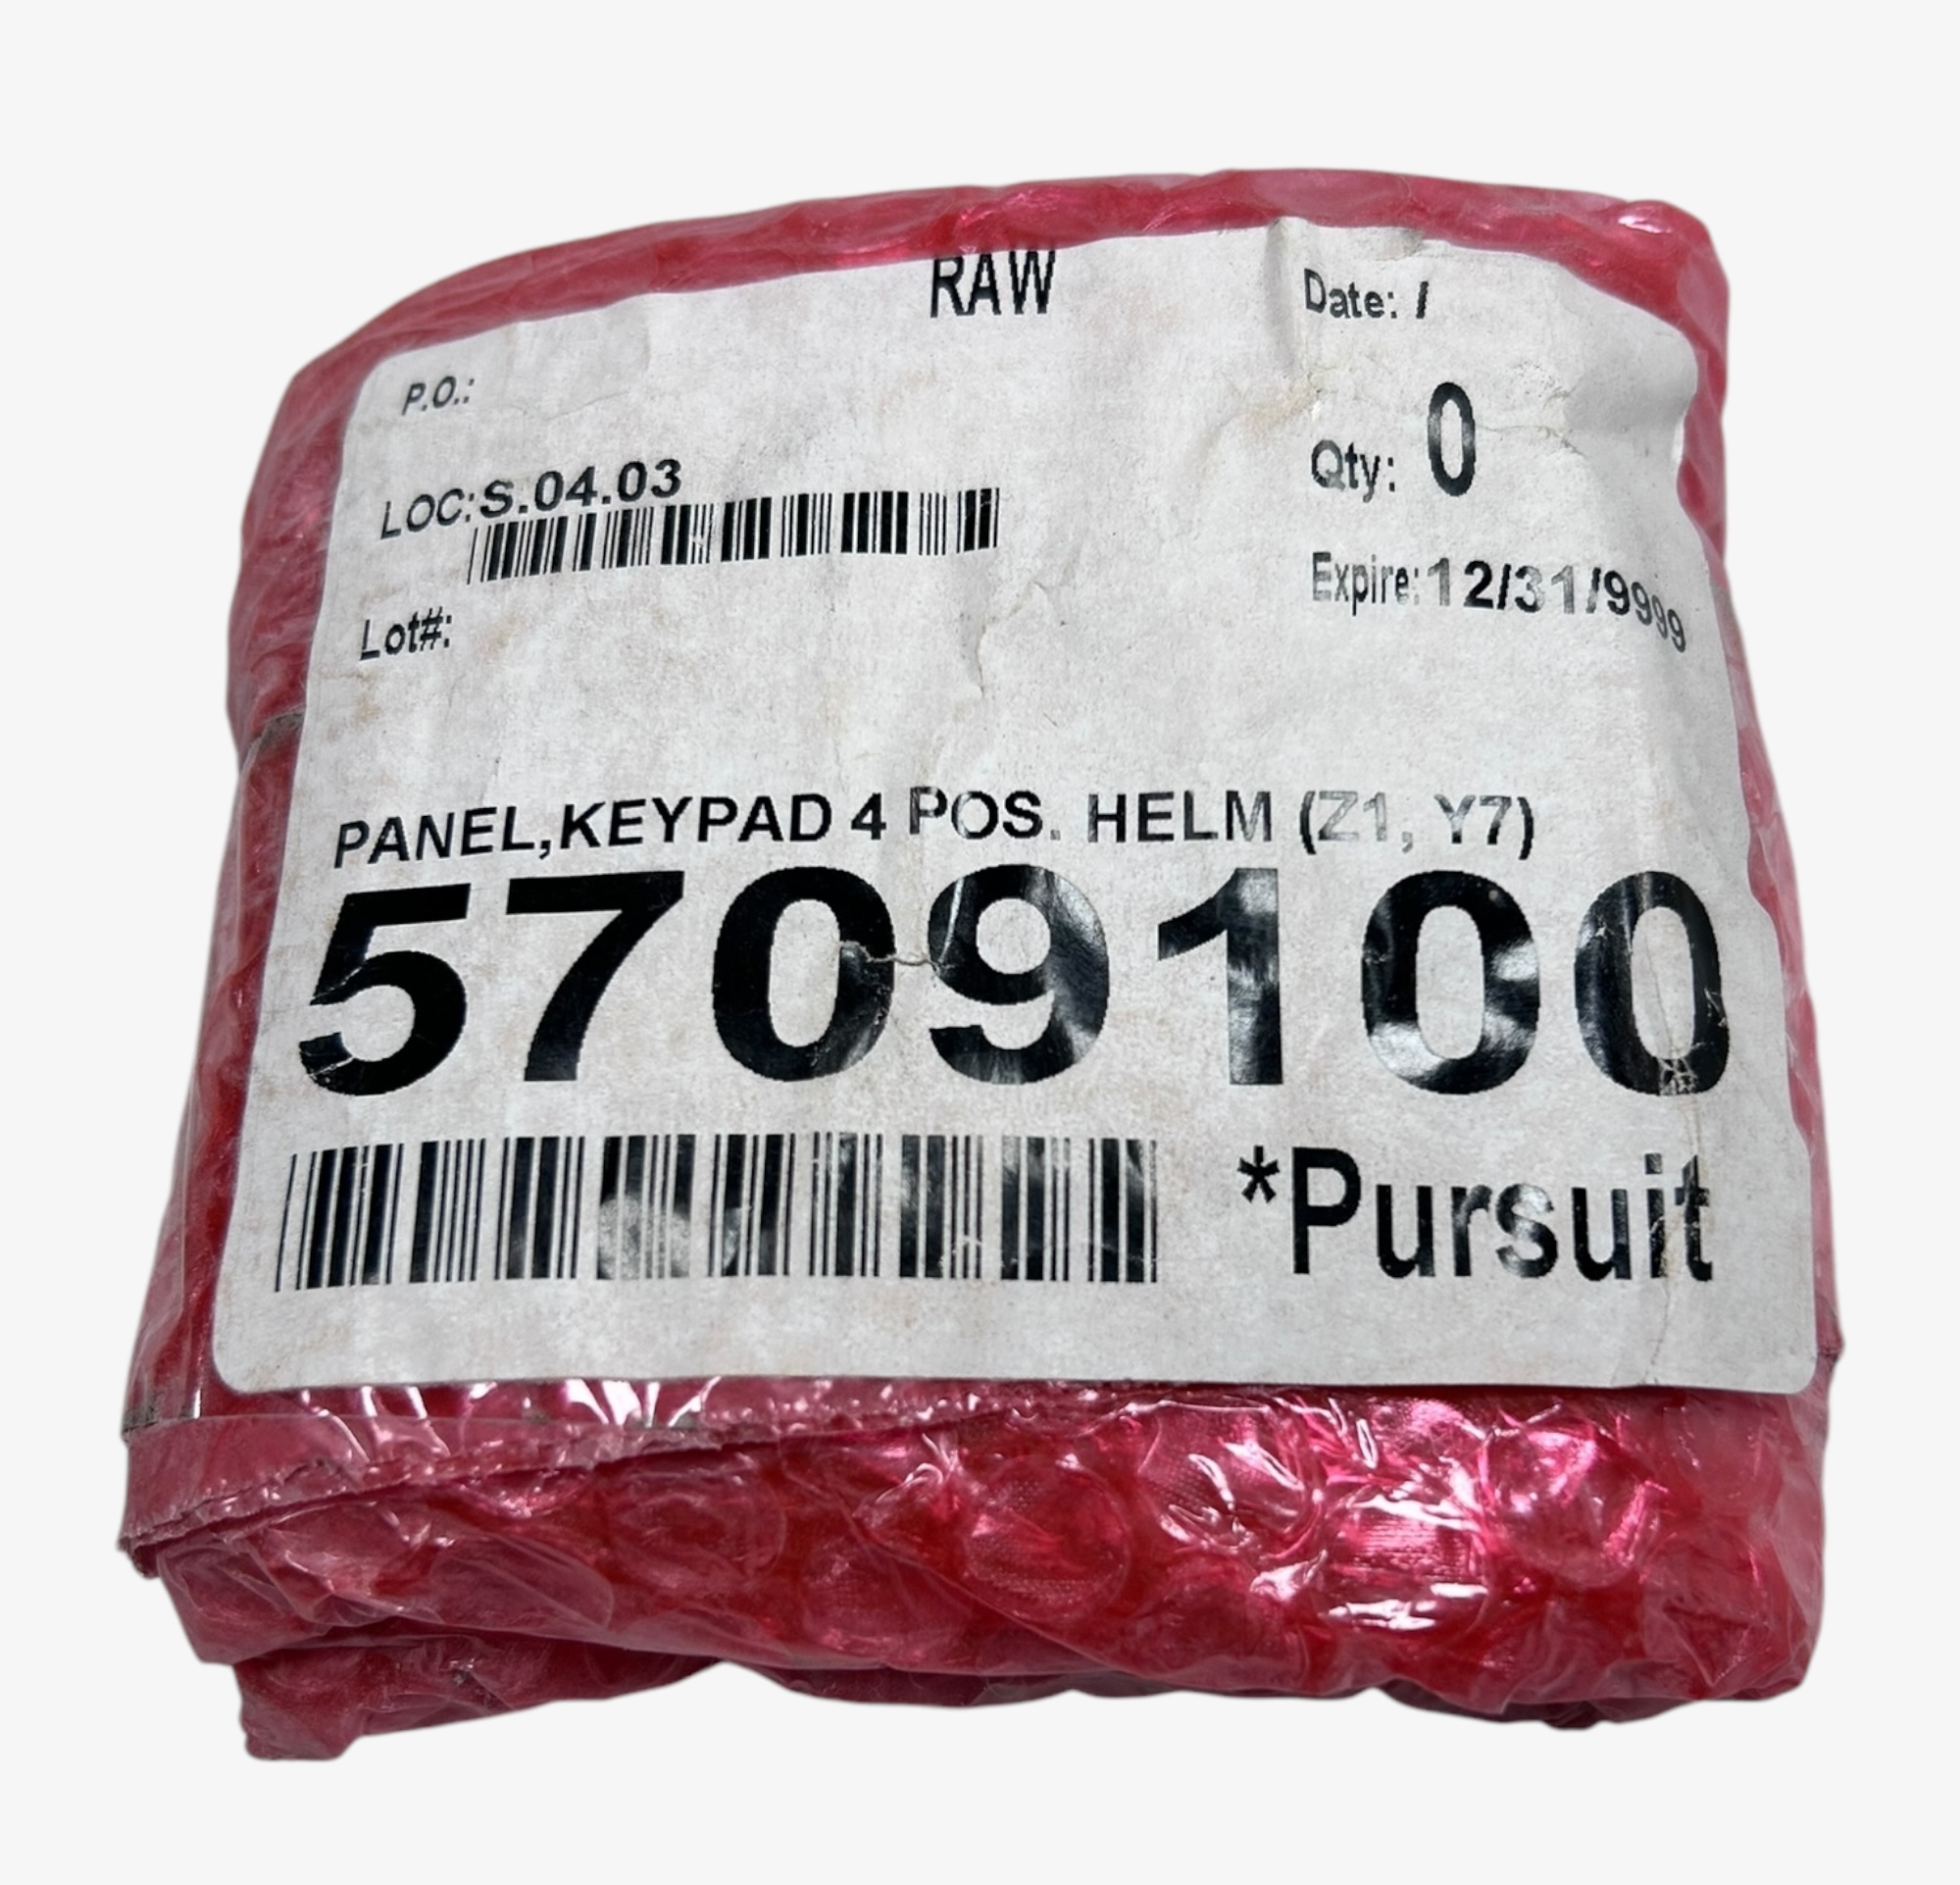 RAW
Date: /
P.O.:
Qty: 0
LOC:S.04.03
Expire:12/31/9999
Lot#:
PANEL,KEYPAD 4 POS. HELM (Z1, Y7)
5709100
*Pursuit